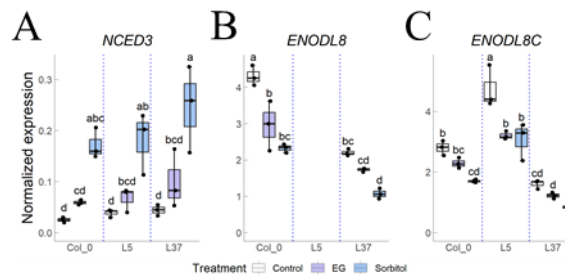 A NCED3 B ENODL8 C ENODL8C
Normalized expression
0.3
0.2
0.1
0.0
d cd abc d bcd ab d bcd a
Col_0 L5 L37
4
3
2
1
0
a b bc bc cd d
Col_0 L5 L37
4
2
0
b bc cd a b b cd d
Col_0 L5 L37
Treatment Control EG Sorbitol